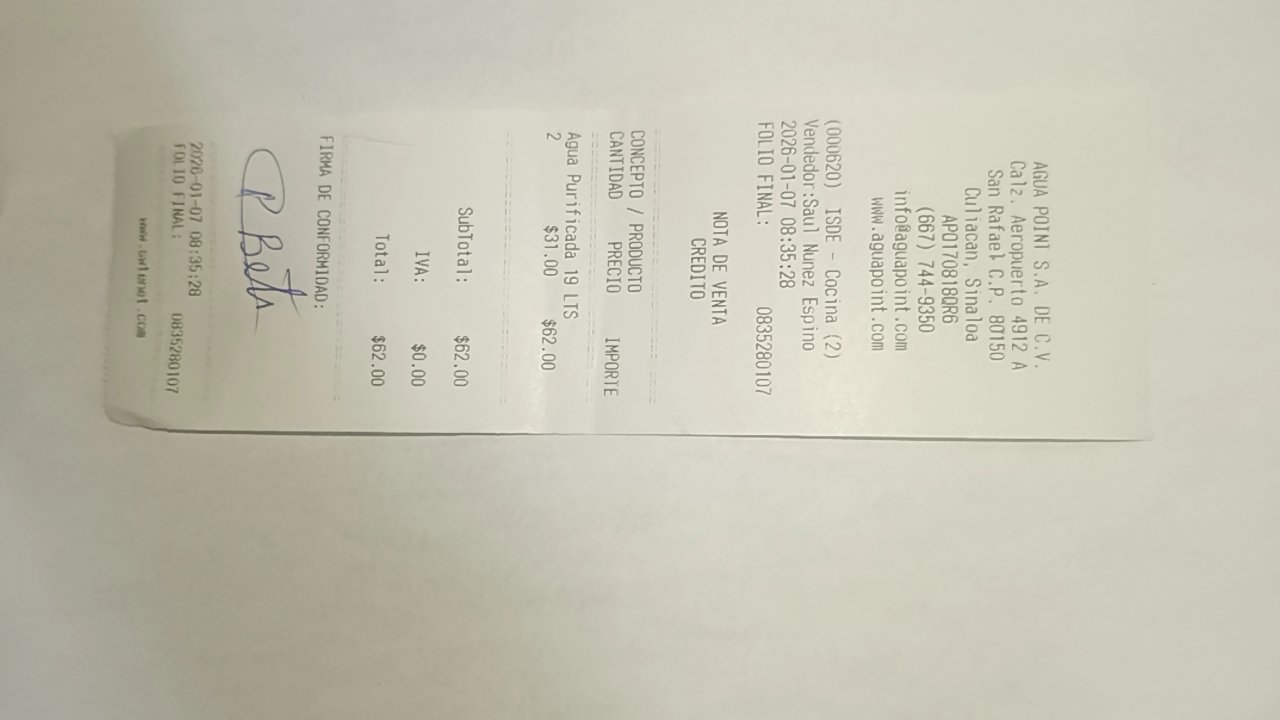 AGUA POINT S.A. DE C.V.
Calz. Aeropuerto 4912 A
San Rafael C.P. 80150
Culiacan, Sinaloa
APO170818QR6
(667) 744-9350
info@aguapoint.com
www.aguapoint.com
(000620) ISDE - Cocina (2)
Vendedor:Saul Nunez Espino
2026-01-07 08:35:28
FOLIO FINAL: 0835280107
NOTA DE VENTA
CREDITO
CONCEPTO / PRODUCTO
CANTIDAD PRECIO IMPORTE
Agua Purificada 19 LTS
2 $31.00 $62.00
SubTotal: $62.00
IVA: $0.00
Total: $62.00
FIRMA DE CONFORMIDAD:
2026-01-07 08:35:28
FOLIO FINAL: 0835280107